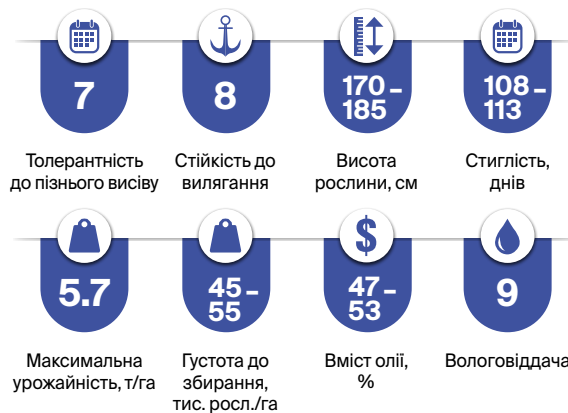 7
Толерантність
до пізнього висіву
8
Стійкість до
вилягання
170–
185
Висота
рослини, см
108–
113
Стиглість,
днів
5.7
Максимальна
урожайність, т/га
45–
55
Густота до
збирання,
тис. росл./га
$
47–
53
Вміст олії,
%
9
Вологовіддача